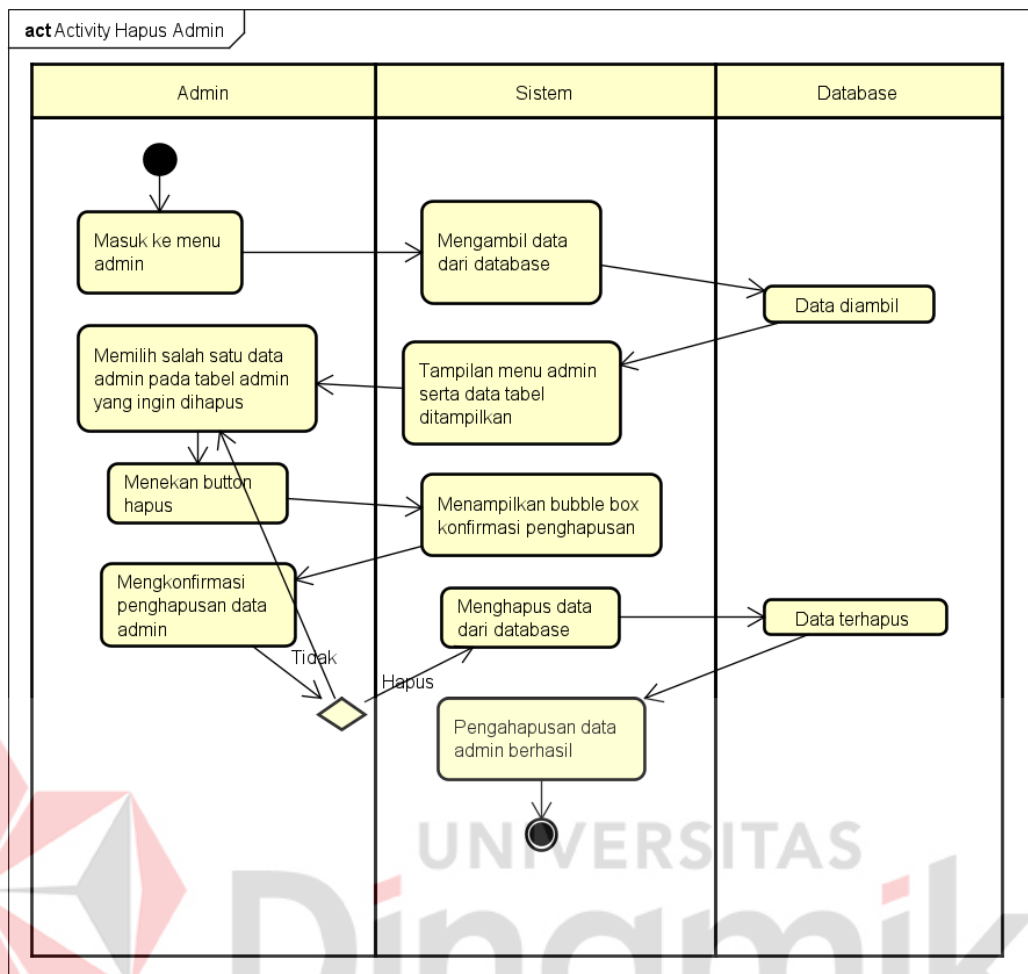 act Activity Hapus Admin
Admin
Sistem
Database
Masuk ke menu
admin
Mengambil data
dari database
Data diambil
Memilih salah satu data
admin pada tabel admin
yang ingin dihapus
Tampilan menu admin
serta data tabel
ditampilkan
Menekan button
hapus
Menampilkan bubble box
konfirmasi penghapusan
Mengkonfirmasi
penghapusan data
admin
Menghapus data
dari database
Data terhapus
Tidak
Hapus
Pengahapusan data
admin berhasil
UNIVERSITAS
Dinamik